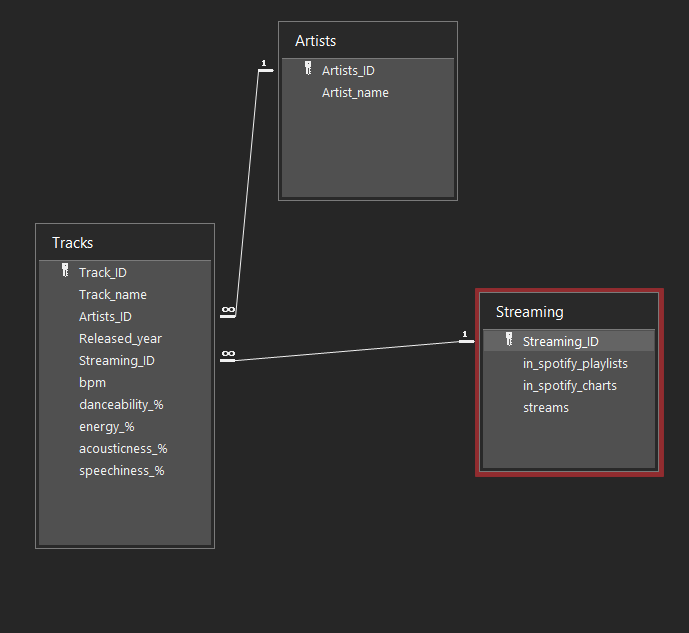 Artists
Artists_ID
Artist_name
1
Tracks
Track_ID
Track_name
Artists_ID
Released_year
Streaming_ID
bpm
danceability_%
energy_%
acousticness_%
speechiness_%
∞
∞
1
Streaming
Streaming_ID
in_spotify_playlists
in_spotify_charts
streams